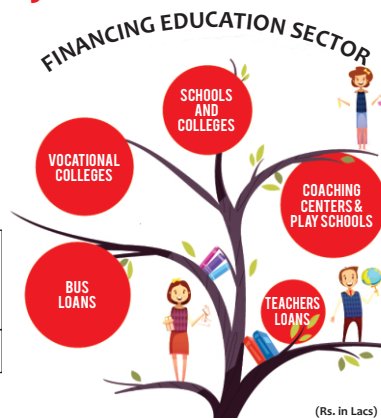 FINANCING EDUCATION SECTOR
SCHOOLS
AND
COLLEGES
VOCATIONAL
COLLEGES
COACHING
CENTERS &
PLAY SCHOOLS
BUS
LOANS
TEACHERS
LOANS
(Rs. in Lacs)